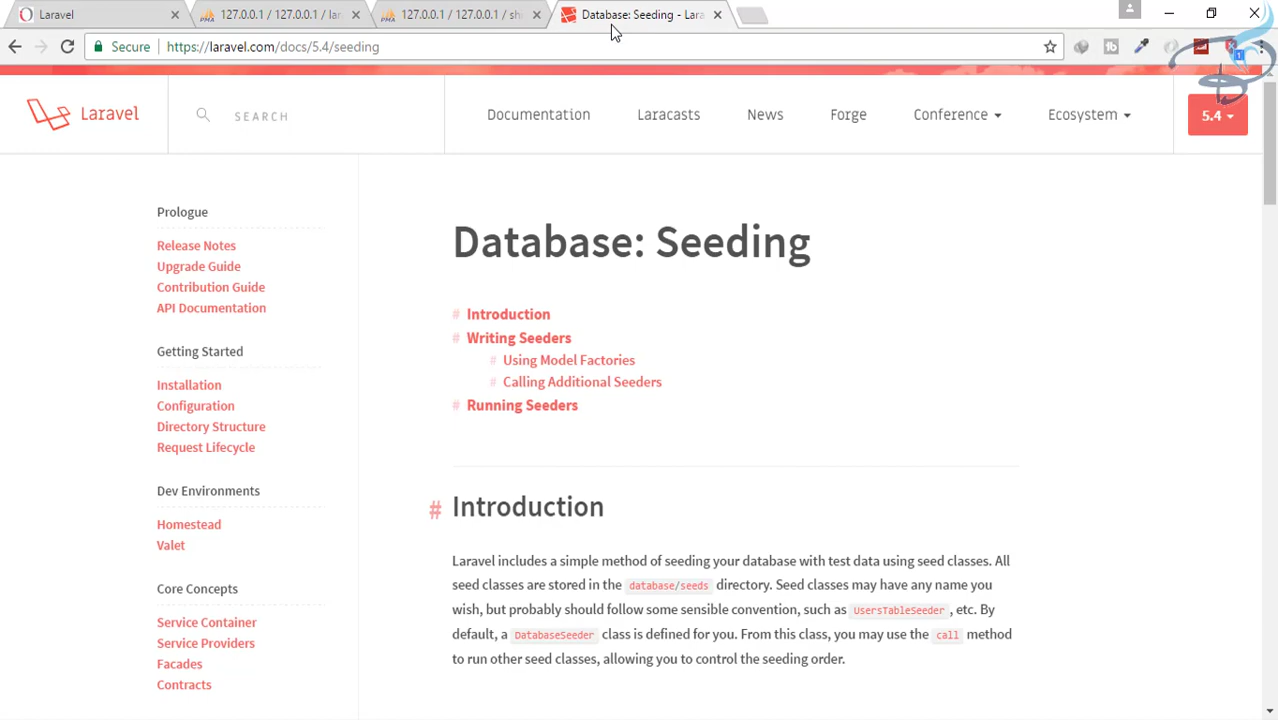 Laravel
PMA 127.0.0.1 / 127.0.0.1 / lar
PMA 127.0.0.1 / 127.0.0.1 / sh
Database: Seeding - Lara
Secure https://laravel.com/docs/5.4/seeding
Laravel
SEARCH
Documentation
Laracasts
News
Forge
Conference
Ecosystem
5.4
Prologue
Release Notes
Upgrade Guide
Contribution Guide
API Documentation
Getting Started
Installation
Configuration
Directory Structure
Request Lifecycle
Dev Environments
Homestead
Valet
Core Concepts
Service Container
Service Providers
Facades
Contracts
Database: Seeding
# Introduction
# Writing Seeders
# Using Model Factories
# Calling Additional Seeders
# Running Seeders
# Introduction
Laravel includes a simple method of seeding your database with test data using seed classes. All
seed classes are stored in the database/seeds directory. Seed classes may have any name you
wish, but probably should follow some sensible convention, such as UsersTableSeeder, etc. By
default, a DatabaseSeeder class is defined for you. From this class, you may use the call method
to run other seed classes, allowing you to control the seeding order.